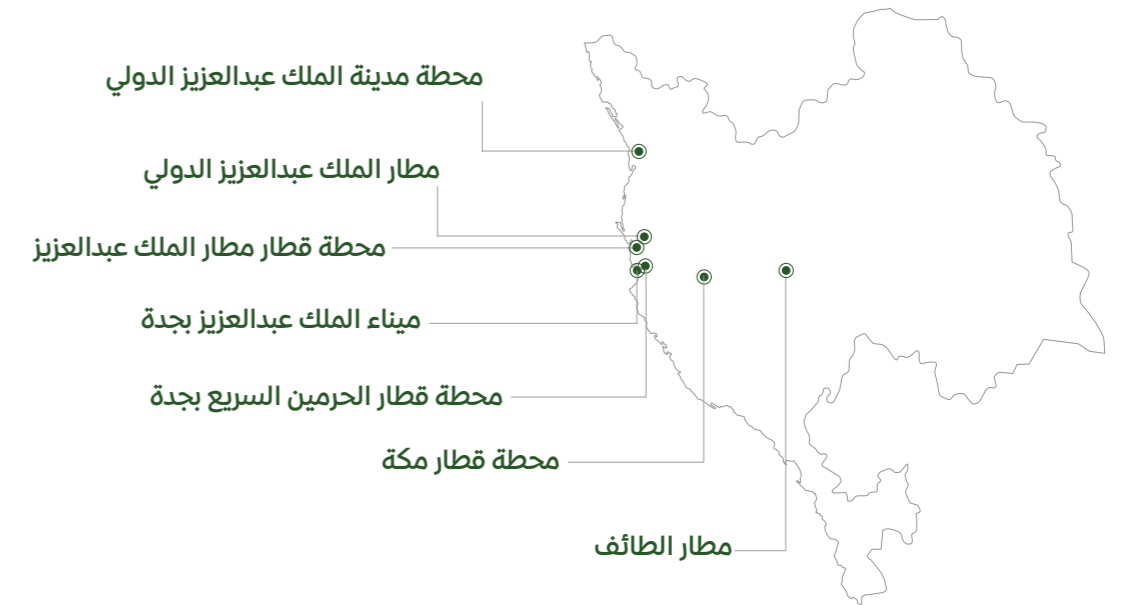 محطة مدينة الملك عبدالعزيز الدولي
مطار الملك عبدالعزيز الدولي
محطة قطار مطار الملك عبدالعزيز
ميناء الملك عبدالعزيز بجدة
محطة قطار الحرمين السريع بجدة
محطة قطار مكة
مطار الطائف